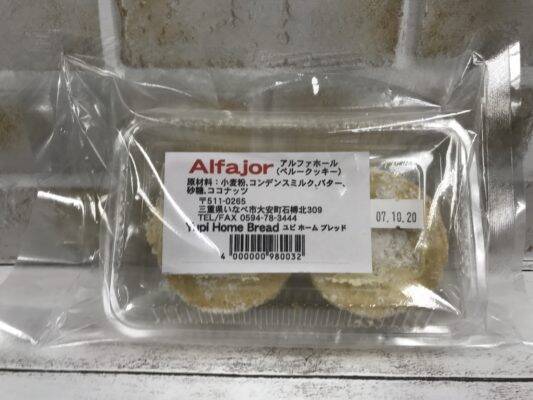 Alfajor アルファホール
(ペルークッキー)
原材料：小麦粉、コンデンスミルク、バター、
砂糖、ココナッツ
〒511-0265
三重県いなべ市大安町石榑北309
TEL/FAX 0594-78-3444
Yupi Home Bread ユピ ホーム ブレッド
4 000000 980032
07.10.20